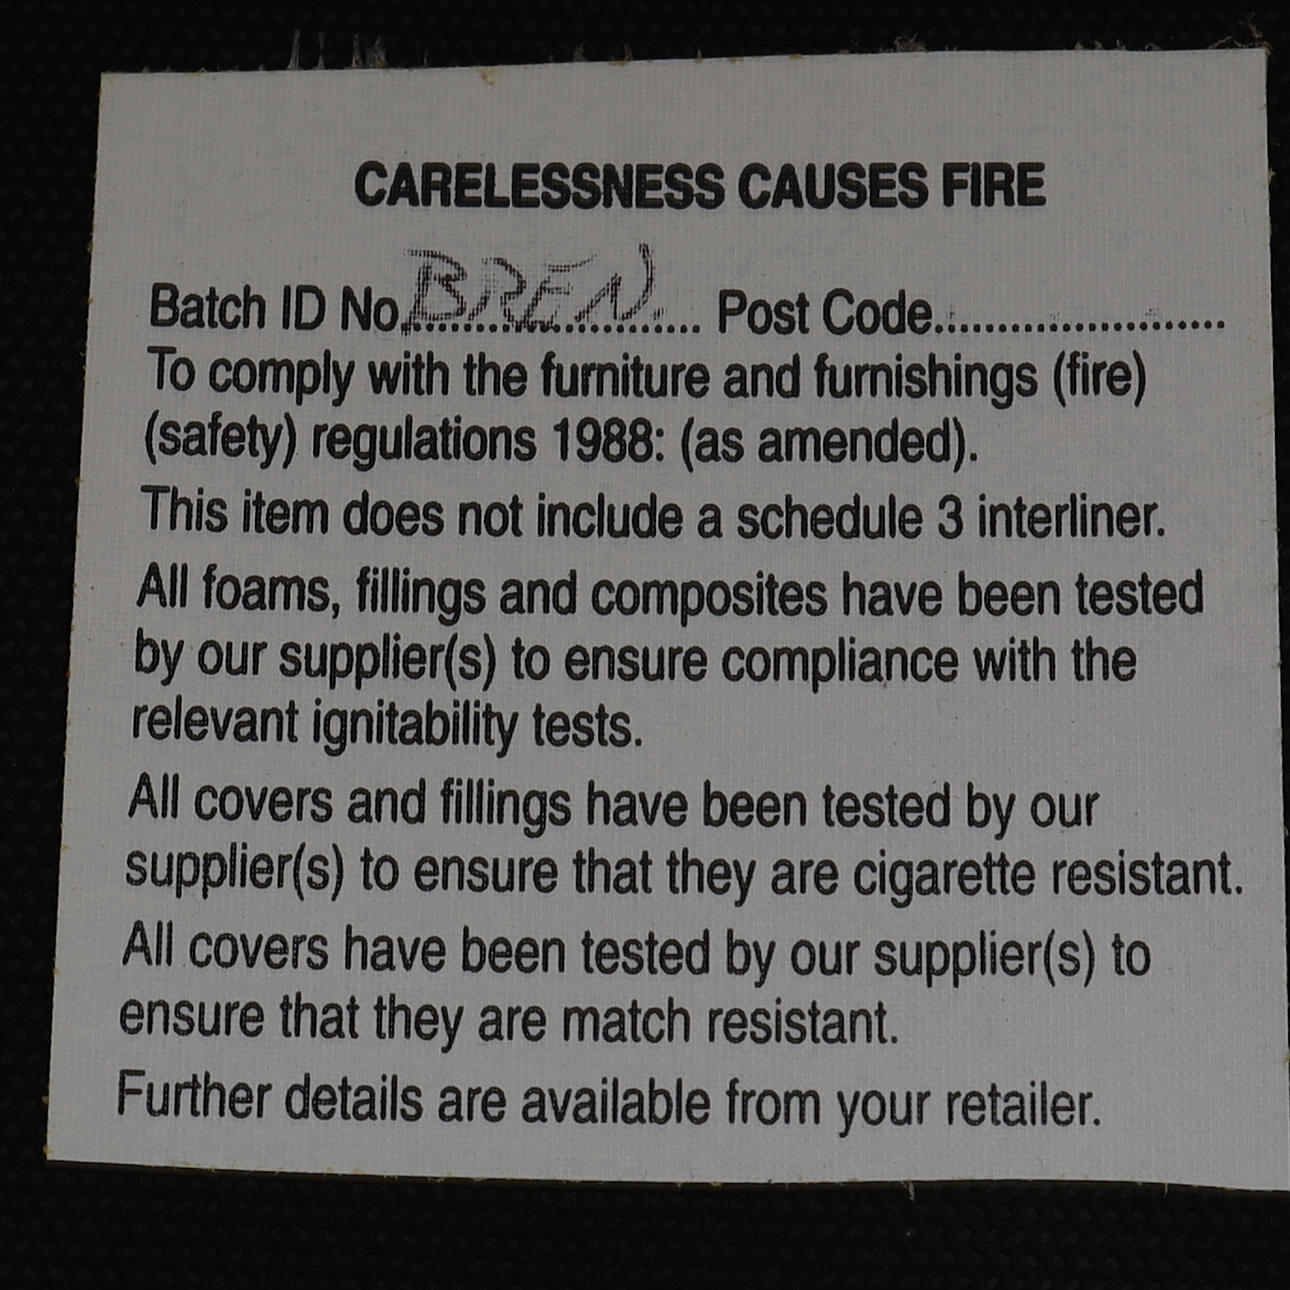 CARELESSNESS CAUSES FIRE
Batch ID No. BREN. ........ Post Code............................
To comply with the furniture and furnishings (fire)
(safety) regulations 1988: (as amended).
This item does not include a schedule 3 interliner.
All foams, fillings and composites have been tested
by our supplier(s) to ensure compliance with the
relevant ignitability tests.
All covers and fillings have been tested by our
supplier(s) to ensure that they are cigarette resistant.
All covers have been tested by our supplier(s) to
ensure that they are match resistant.
Further details are available from your retailer.